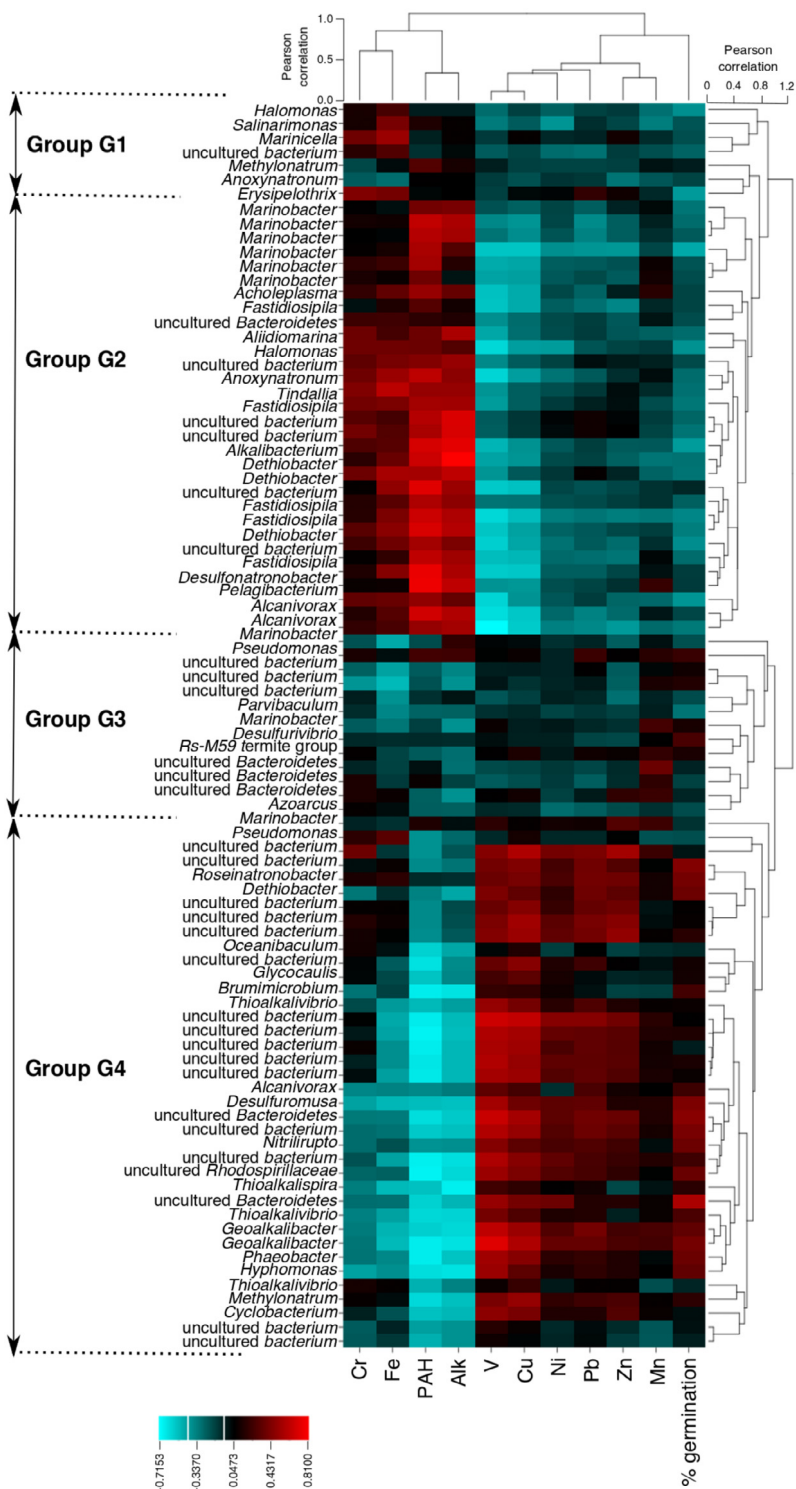 Pearson
correlation
1.0
0.5
0.0
Pearson
correlation
0 0.4 0.8 1.2
Group G1
Group G2
Group G3
Group G4
Halomonas
Salinarimonas
Marinicella
uncultured bacterium
Methylonatrum
Anoxynatronum
Erysipelothrix
Marinobacter
Marinobacter
Marinobacter
Marinobacter
Marinobacter
Marinobacter
Acholeplasma
Fastidiosipila
uncultured Bacteroidetes
Aliidiomarina
Halomonas
uncultured bacterium
Anoxynatronum
Tindallia
Fastidiosipila
uncultured bacterium
uncultured bacterium
Alkalibacterium
Dethiobacter
Dethiobacter
uncultured bacterium
Fastidiosipila
Fastidiosipila
Dethiobacter
uncultured bacterium
Fastidiosipila
Desulfonatronobacter
Pelagibacterium
Alcanivorax
Alcanivorax
Marinobacter
Pseudomonas
uncultured bacterium
uncultured bacterium
uncultured bacterium
Parvibaculum
Marinobacter
Desulfurivibrio
Rs-M59 termite group
uncultured Bacteroidetes
uncultured Bacteroidetes
uncultured Bacteroidetes
Azoarcus
Marinobacter
Pseudomonas
uncultured bacterium
uncultured bacterium
Roseinatronobacter
Dethiobacter
uncultured bacterium
uncultured bacterium
uncultured bacterium
Oceanibaculum
uncultured bacterium
Glycocaulis
Brumimicrobium
Thioalkalivibrio
uncultured bacterium
uncultured bacterium
uncultured bacterium
uncultured bacterium
uncultured bacterium
Alcanivorax
Desulfuromusa
uncultured Bacteroidetes
uncultured bacterium
Nitrilirupto
uncultured bacterium
uncultured Rhodospirillaceae
Thioalkalispira
uncultured Bacteroidetes
Thioalkalivibrio
Geoalkalibacter
Geoalkalibacter
Phaeobacter
Hyphomonas
Thioalkalivibrio
Methylonatrum
Cyclobacterium
uncultured bacterium
uncultured bacterium
Cr Fe PAH Alk V Cu Ni Pb Zn Mn % germination
-0.7153 -0.3370 0.0473 0.4317 0.8100